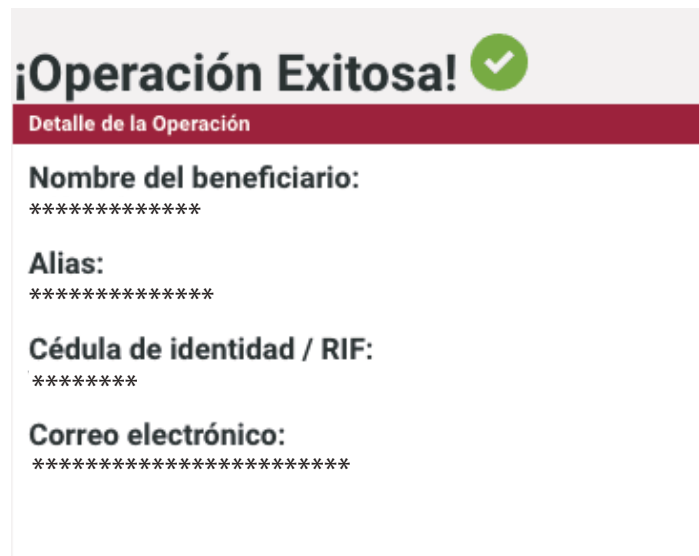 ¡Operación Exitosa!
Detalle de la Operación
Nombre del beneficiario:
*************
Alias:
**************
Cédula de identidad / RIF:
********
Correo electrónico:
************************